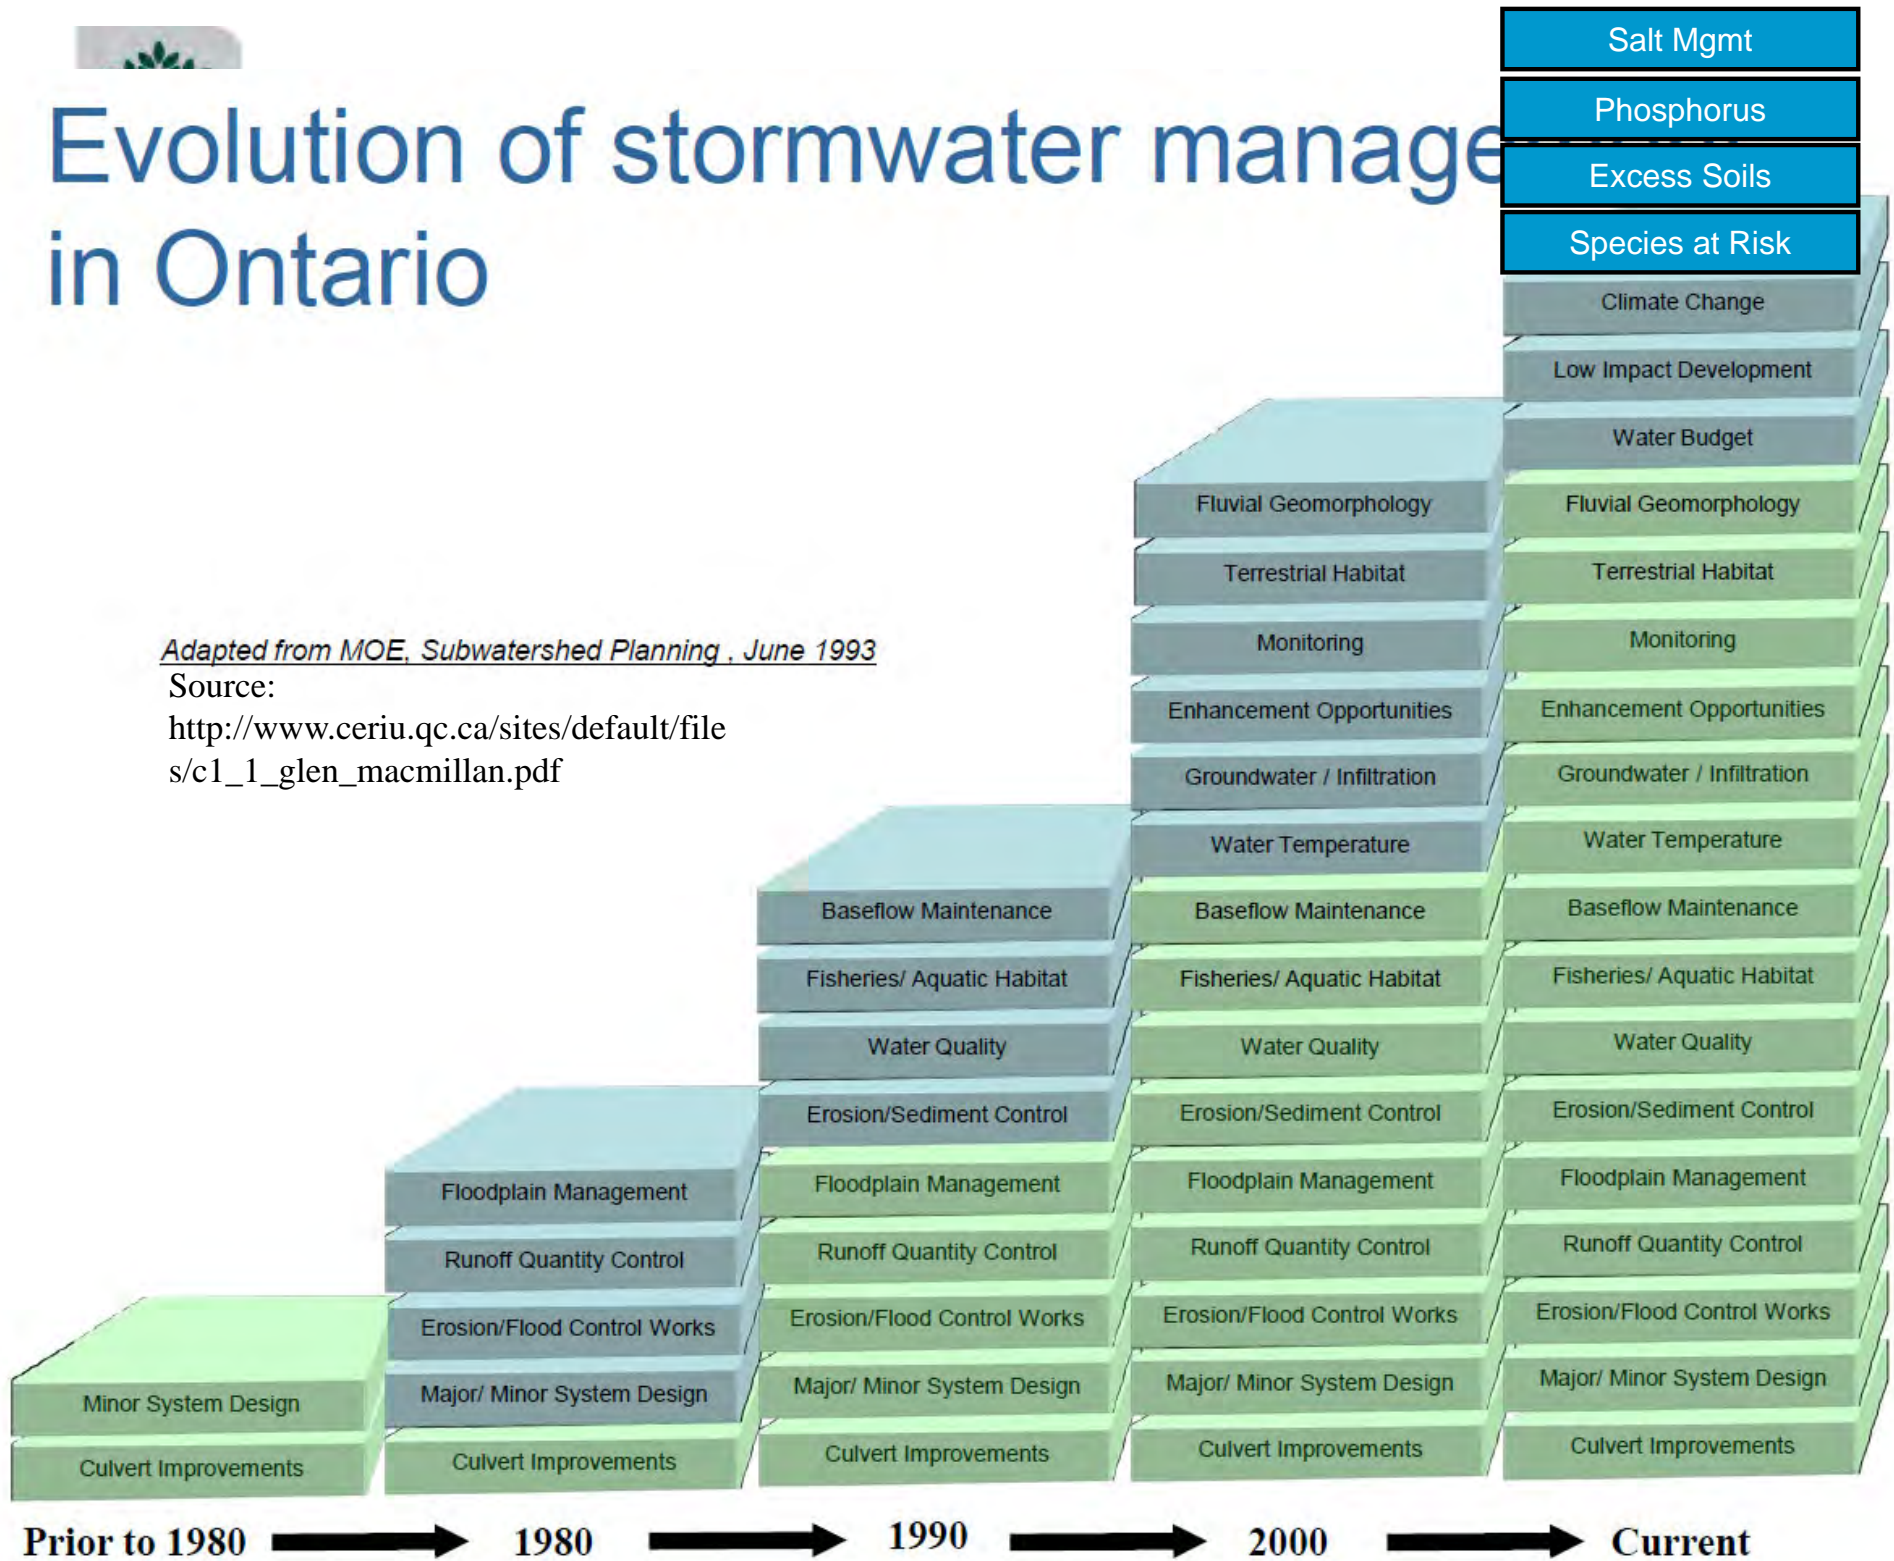 Evolution of stormwater manage
in Ontario
Adapted from MOE, Subwatershed Planning , June 1993
Source:
http://www.ceriu.qc.ca/sites/default/file
s/c1_1_glen_macmillan.pdf
Minor System Design
Culvert Improvements
Floodplain Management
Runoff Quantity Control
Erosion/Flood Control Works
Major/ Minor System Design
Culvert Improvements
Baseflow Maintenance
Fisheries/ Aquatic Habitat
Water Quality
Erosion/Sediment Control
Floodplain Management
Runoff Quantity Control
Erosion/Flood Control Works
Major/ Minor System Design
Culvert Improvements
Fluvial Geomorphology
Terrestrial Habitat
Monitoring
Enhancement Opportunities
Groundwater / Infiltration
Water Temperature
Baseflow Maintenance
Fisheries/ Aquatic Habitat
Water Quality
Erosion/Sediment Control
Floodplain Management
Runoff Quantity Control
Erosion/Flood Control Works
Major/ Minor System Design
Culvert Improvements
Salt Mgmt
Phosphorus
Excess Soils
Species at Risk
Climate Change
Low Impact Development
Water Budget
Fluvial Geomorphology
Terrestrial Habitat
Monitoring
Enhancement Opportunities
Groundwater / Infiltration
Water Temperature
Baseflow Maintenance
Fisheries/ Aquatic Habitat
Water Quality
Erosion/Sediment Control
Floodplain Management
Runoff Quantity Control
Erosion/Flood Control Works
Major/ Minor System Design
Culvert Improvements
Prior to 1980 1980 1990 2000 Current